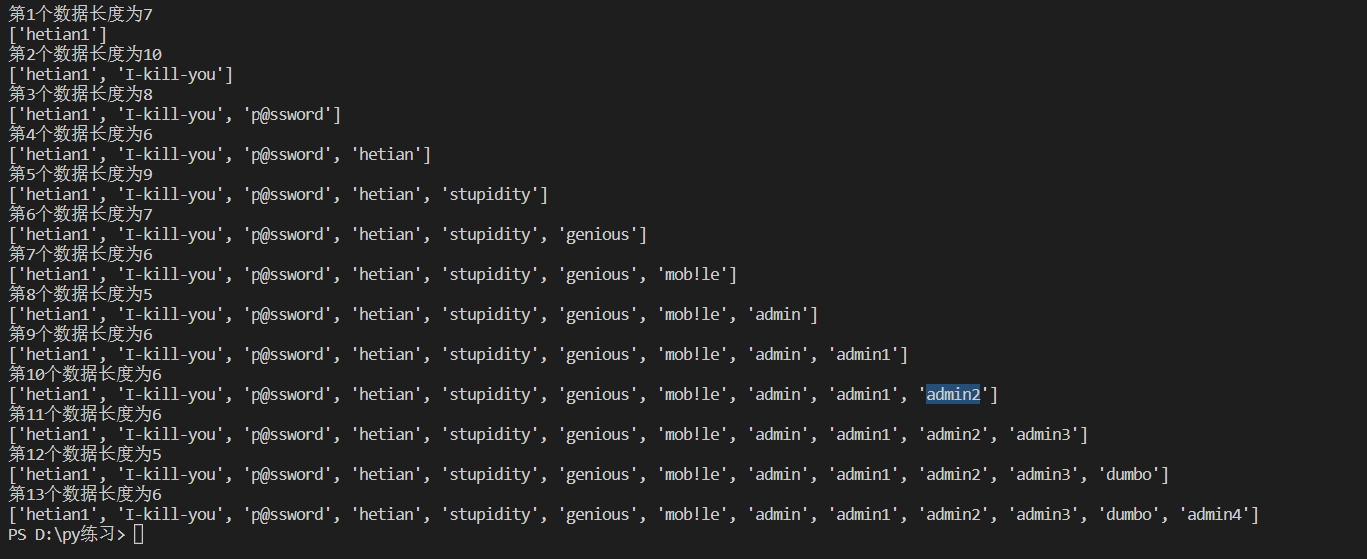 第1个数据长度为7
['hetian1']
第2个数据长度为10
['hetian1', 'I-kill-you']
第3个数据长度为8
['hetian1', 'I-kill-you', 'p@ssword']
第4个数据长度为6
['hetian1', 'I-kill-you', 'p@ssword', 'hetian']
第5个数据长度为9
['hetian1', 'I-kill-you', 'p@ssword', 'hetian', 'stupidity']
第6个数据长度为7
['hetian1', 'I-kill-you', 'p@ssword', 'hetian', 'stupidity', 'genious']
第7个数据长度为6
['hetian1', 'I-kill-you', 'p@ssword', 'hetian', 'stupidity', 'genious', 'mob!le']
第8个数据长度为5
['hetian1', 'I-kill-you', 'p@ssword', 'hetian', 'stupidity', 'genious', 'mob!le', 'admin']
第9个数据长度为6
['hetian1', 'I-kill-you', 'p@ssword', 'hetian', 'stupidity', 'genious', 'mob!le', 'admin', 'admin1']
第10个数据长度为6
['hetian1', 'I-kill-you', 'p@ssword', 'hetian', 'stupidity', 'genious', 'mob!le', 'admin', 'admin1', 'admin2']
第11个数据长度为6
['hetian1', 'I-kill-you', 'p@ssword', 'hetian', 'stupidity', 'genious', 'mob!le', 'admin', 'admin1', 'admin2', 'admin3']
第12个数据长度为5
['hetian1', 'I-kill-you', 'p@ssword', 'hetian', 'stupidity', 'genious', 'mob!le', 'admin', 'admin1', 'admin2', 'admin3', 'dumbo']
第13个数据长度为6
['hetian1', 'I-kill-you', 'p@ssword', 'hetian', 'stupidity', 'genious', 'mob!le', 'admin', 'admin1', 'admin2', 'admin3', 'dumbo', 'admin4']
PS D:\py练习>